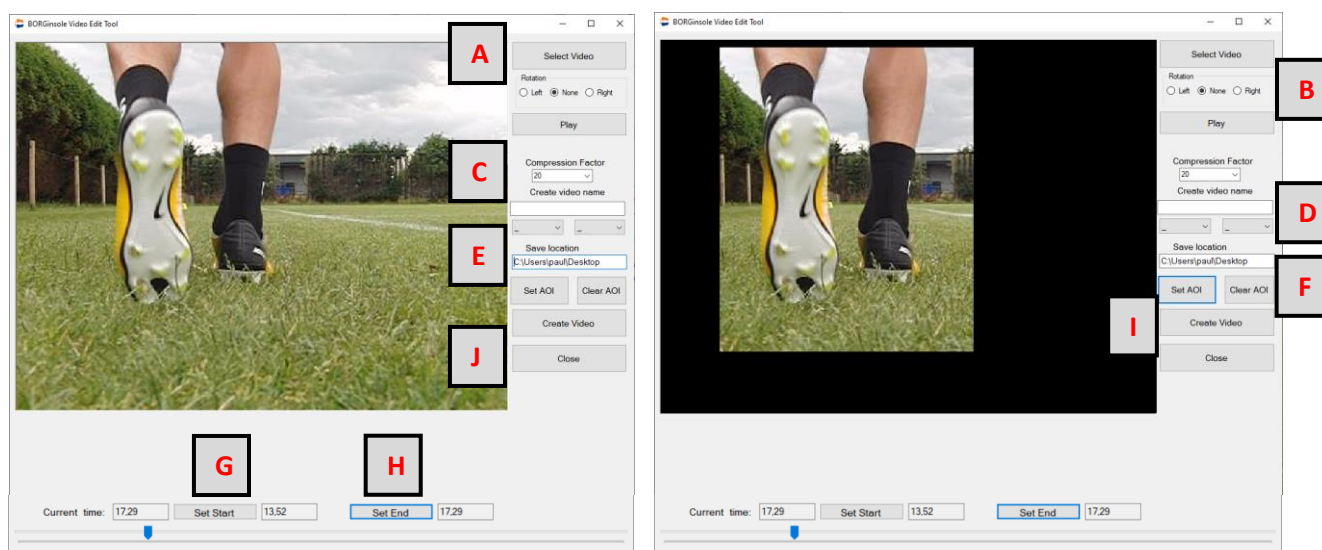 BORGinsole Video Edit Tool
A
Select Video
Rotation
Left None Right
Play
C
Compression Factor
20
Create video name
_ _
E
Save location
C:\Users\paul\Desktop
Set AOI Clear AOI
Create Video
J
Close
G H
Current time: 17,29 Set Start 13,52 Set End 17,29
BORGinsole Video Edit Tool
Select Video
B
Rotation
Left None Right
Play
Compression Factor
20
Create video name
D
_ _
Save location
C:\Users\paul\Desktop
F
Set AOI Clear AOI
I
Create Video
Close
Current time: 17,29 Set Start 13,52 Set End 17,29